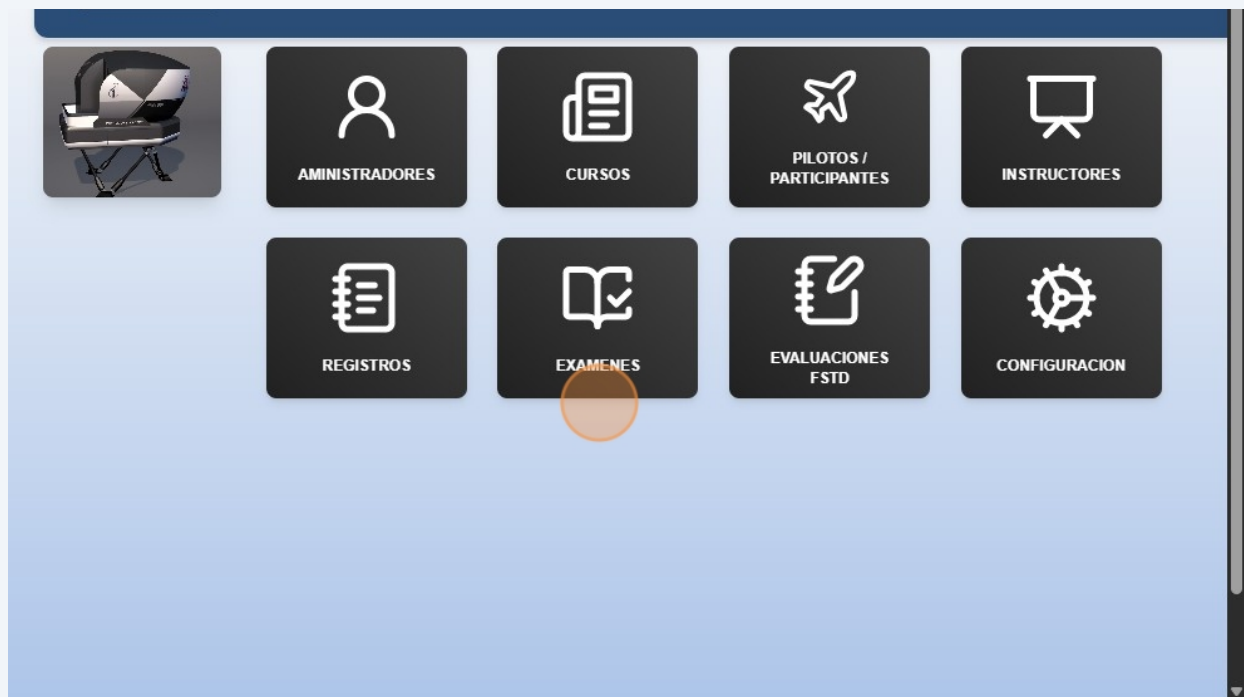 AMINISTRADORES
CURSOS
PILOTOS /
PARTICIPANTES
INSTRUCTORES
REGISTROS
EXAMENES
EVALUACIONES
FSTD
CONFIGURACION